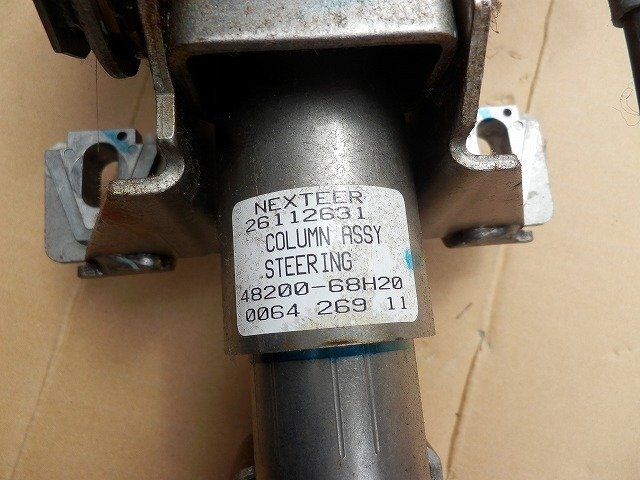 NEXTEER
26112631
COLUMN ASSY
STEERING
48200-68H20
0064 269 11